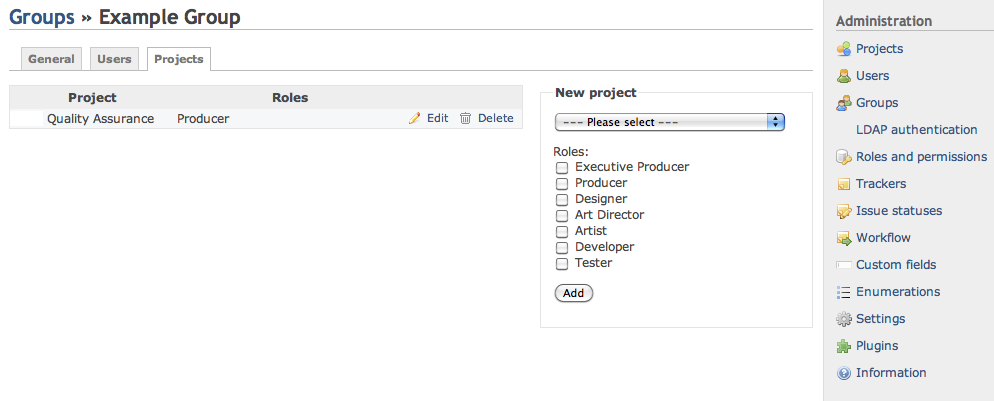 Groups » Example Group
General Users Projects
Project Roles
Quality Assurance Producer Edit Delete
New project
--- Please select ---
Roles:
Executive Producer
Producer
Designer
Art Director
Artist
Developer
Tester
Add
Administration
Projects
Users
Groups
LDAP authentication
Roles and permissions
Trackers
Issue statuses
Workflow
Custom fields
Enumerations
Settings
Plugins
Information